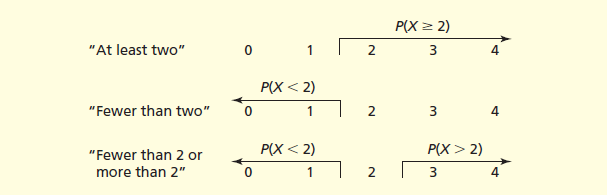 P(X ≥ 2)
“At least two” 0 1 2 3 4
P(X < 2)
“Fewer than two” 0 1 2 3 4
“Fewer than 2 or P(X < 2) P(X > 2)
more than 2” 0 1 2 3 4